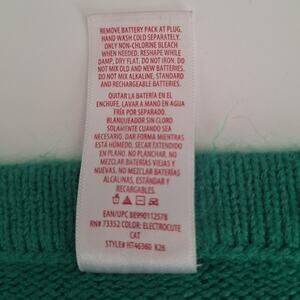 REMOVE BATTERY PACK AT PLUG,
HAND WASH COLD SEPARATELY.
ONLY NON-CHLORINE BLEACH
WHEN NEEDED. RESHAPE WHILE
DAMP, DRY FLAT, DO NOT IRON. DO
NOT MIX OLD AND NEW BATTERIES.
DO NOT MIX ALKALINE, STANDARD
AND RECHARGEABLE BATTERIES.
QUITAR LA BATERÍA EN EL
ENCHUFE, LAVAR A MANO EN AGUA
FRÍA POR SEPARADO.
BLANQUEADOR SIN CLORO
SOLAMENTE CUANDO SEA
NECESARIO. DAR FORMA MIENTRAS
ESTÁ HÚMEDO, SECAR EXTENDIDO
EN PLANO. NO PLANCHAR, NO
MEZCLAR BATERÍAS VIEJAS Y
NUEVAS. NO MEZCLAR BATERÍAS
ALCALINAS, ESTÁNDAR Y
RECARGABLES.
EAN/UPC 8E990112578
RN# 73352 COLOR: ELECTROCUTE
CAT
STYLE# HT46360 K26